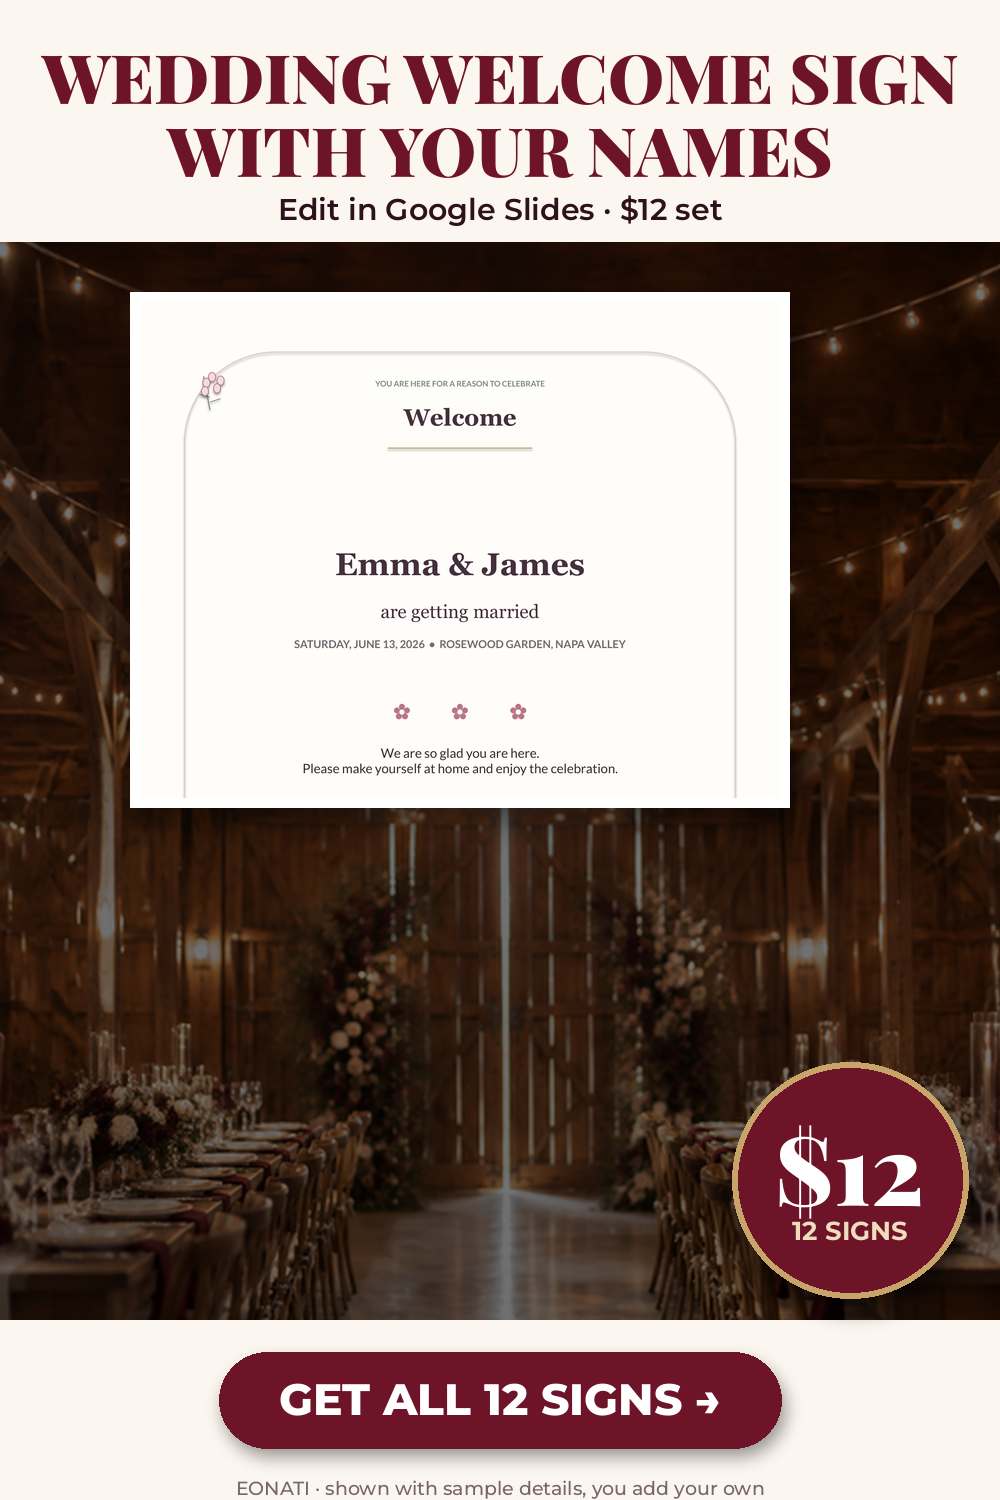 WEDDING WELCOME SIGN
WITH YOUR NAMES
Edit in Google Slides · $12 set
YOU ARE HERE FOR A REASON TO CELEBRATE
Welcome
Emma & James
are getting married
SATURDAY, JUNE 13, 2026 • ROSEWOOD GARDEN, NAPA VALLEY
We are so glad you are here.
Please make yourself at home and enjoy the celebration.
$12
12 SIGNS
GET ALL 12 SIGNS →
EONATI · shown with sample details, you add your own